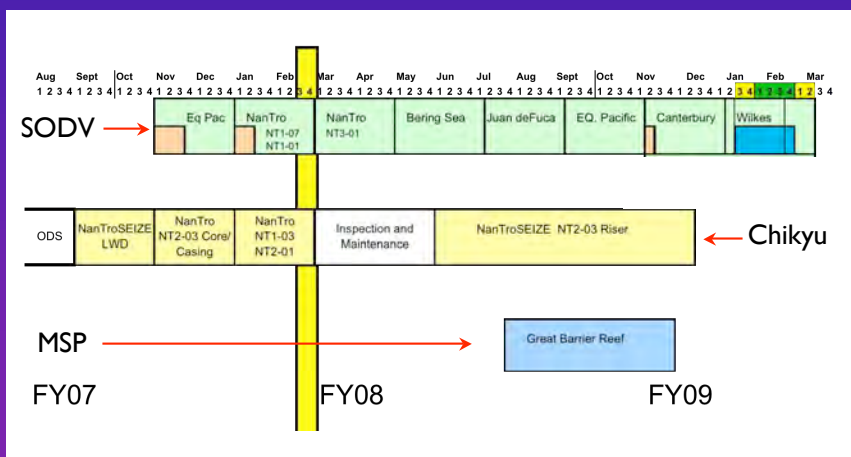 Aug Sept Oct Nov Dec Jan Feb Mar Apr May Jun Jul Aug Sept Oct Nov Dec Jan Feb Mar
1 2 3 4 1 2 3 4 1 2 3 4 1 2 3 4 1 2 3 4 1 2 3 4 1 2 3 4 1 2 3 4 1 2 3 4 1 2 3 4 1 2 3 4 1 2 3 4 1 2 3 4 1 2 3 4 1 2 3 4 1 2 3 4 1 2 3 4 1 2 3 4 1 2 3 4 1 2 3 4
SODV
Eq Pac
NanTro
NT1-07
NT1-01
NanTro
NT3-01
Bering Sea
Juan deFuca
EQ. Pacific
Canterbury
Wilkes
ODS
NanTroSEIZE
LWD
NanTro
NT2-03 Core/
Casing
NanTro
NT1-03
NT2-01
Inspection and
Maintenance
NanTroSEIZE NT2-03 Riser
Chikyu
MSP
Great Barrier Reef
FY07
FY08
FY09